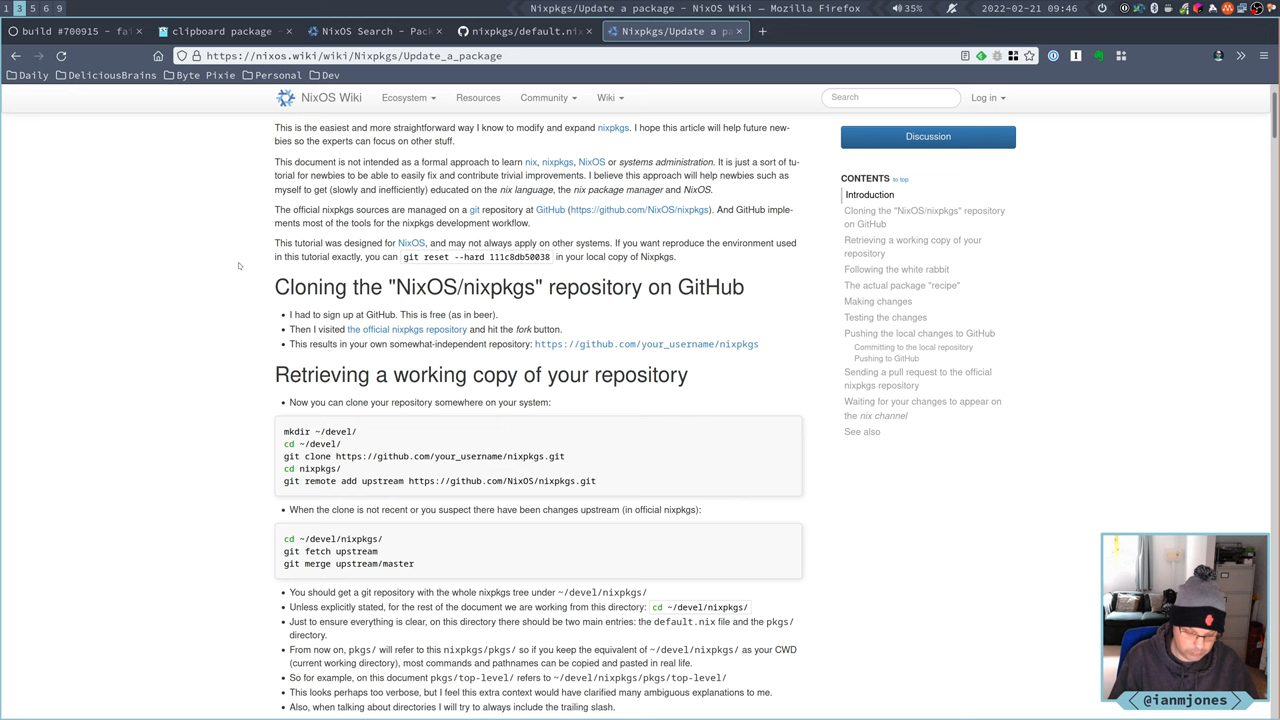 1 3 5 6 9
Nixpkgs/Update a package - NixOS Wiki — Mozilla Firefox
35%
2022-02-21 09:46
build #700915 - fai
clipboard package -
NixOS Search - Pack
nixpkgs/default.nix
Nixpkgs/Update a pa
https://nixos.wiki/wiki/Nixpkgs/Update_a_package
Daily DeliciousBrains Byte Pixie Personal Dev
NixOS Wiki Ecosystem Resources Community Wiki Search Log in
This is the easiest and more straightforward way I know to modify and expand nixpkgs. I hope this article will help future new-
bies so the experts can focus on other stuff.
This document is not intended as a formal approach to learn nix, nixpkgs, NixOS or systems administration. It is just a sort of tu-
torial for newbies to be able to easily fix and contribute trivial improvements. I believe this approach will help newbies such as
myself to get (slowly and inefficiently) educated on the nix language, the nix package manager and NixOS.
The official nixpkgs sources are managed on a git repository at GitHub (https://github.com/NixOS/nixpkgs). And GitHub imple-
ments most of the tools for the nixpkgs development workflow.
This tutorial was designed for NixOS, and may not always apply on other systems. If you want reproduce the environment used
in this tutorial exactly, you can git reset --hard 111c8db50038 in your local copy of Nixpkgs.
Cloning the "NixOS/nixpkgs" repository on GitHub
• I had to sign up at GitHub. This is free (as in beer).
• Then I visited the official nixpkgs repository and hit the fork button.
• This results in your own somewhat-independent repository: https://github.com/your_username/nixpkgs
Retrieving a working copy of your repository
• Now you can clone your repository somewhere on your system:
mkdir ~/devel/
cd ~/devel/
git clone https://github.com/your_username/nixpkgs.git
cd nixpkgs/
git remote add upstream https://github.com/NixOS/nixpkgs.git
• When the clone is not recent or you suspect there have been changes upstream (in official nixpkgs):
cd ~/devel/nixpkgs/
git fetch upstream
git merge upstream/master
• You should get a git repository with the whole nixpkgs tree under ~/devel/nixpkgs/
• Unless explicitly stated, for the rest of the document we are working from this directory: cd ~/devel/nixpkgs/
• Just to ensure everything is clear, on this directory there should be two main entries: the default.nix file and the pkgs/
directory.
• From now on, pkgs/ will refer to this nixpkgs/pkgs/ so if you keep the equivalent of ~/devel/nixpkgs/ as your CWD
(current working directory), most commands and pathnames can be copied and pasted in real life.
• So for example, on this document pkgs/top-level/ refers to ~/devel/nixpkgs/pkgs/top-level/
• This looks perhaps too verbose, but I feel this extra context would have clarified many ambiguous explanations to me.
• Also, when talking about directories I will try to always include the trailing slash.
Discussion
CONTENTS to top
Introduction
Cloning the "NixOS/nixpkgs" repository
on GitHub
Retrieving a working copy of your
repository
Following the white rabbit
The actual package "recipe"
Making changes
Testing the changes
Pushing the local changes to GitHub
Committing to the local repository
Pushing to GitHub
Sending a pull request to the official
nixpkgs repository
Waiting for your changes to appear on
the nix channel
See also
@ianmjones